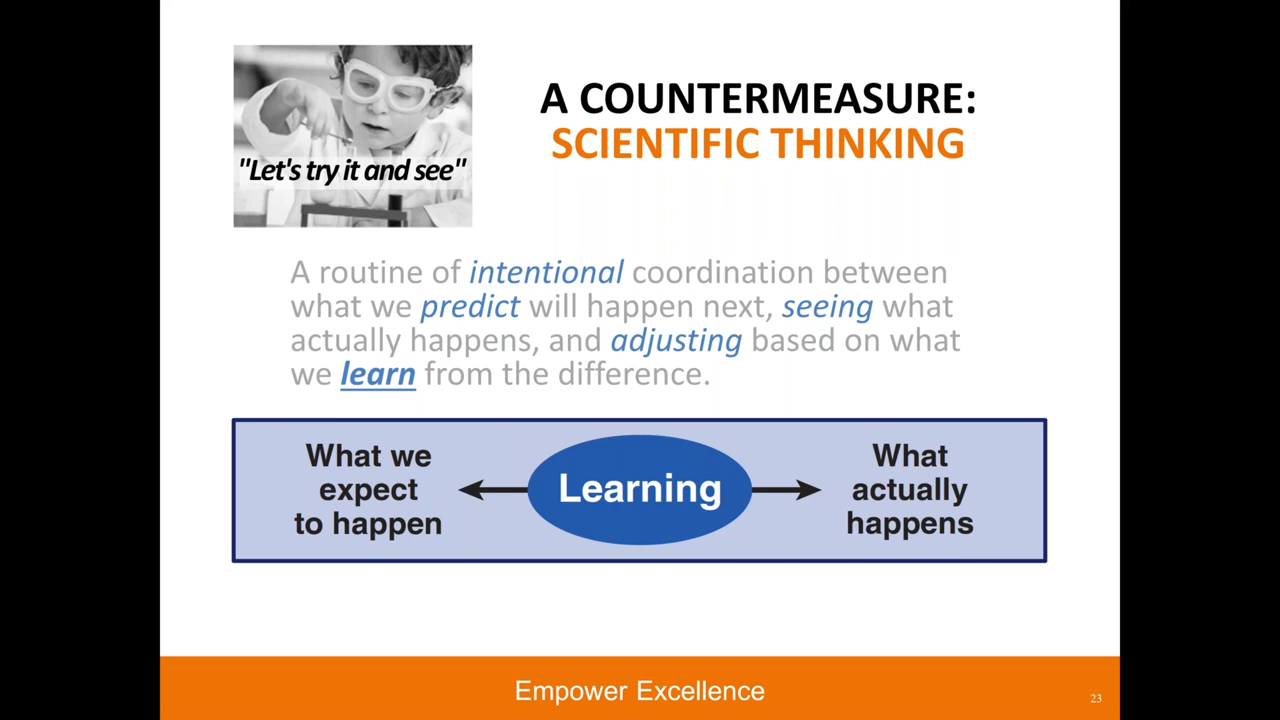 "Let's try it and see"
A COUNTERMEASURE:
SCIENTIFIC THINKING
A routine of intentional coordination between
what we predict will happen next, seeing what
actually happens, and adjusting based on what
we learn from the difference.
What we
expect
to happen
Learning
What
actually
happens
Empower Excellence
23